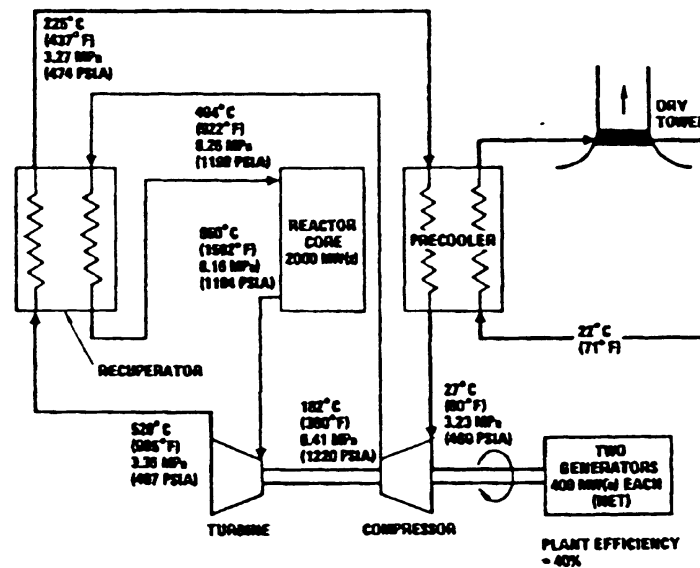 225°C
(437°F)
3.27 MPa
(474 PSIA)
494°C
(922°F)
8.26 MPa
(1198 PSIA)
DRY
TOWER
REACTOR
CORE
2000 MW(t)
850°C
(1562°F)
8.16 MPa)
(1184 PSIA)
PRECOOLER
22°C
(71°F)
RECUPERATOR
529°C
(985°F)
3.36 MPa
(487 PSIA)
182°C
(360°F)
8.41 MPa
(1220 PSIA)
27°C
(80°F)
3.23 MPa
(469 PSIA)
TWO
GENERATORS
400 MW(e) EACH
(NET)
TURBINE
COMPRESSOR
PLANT EFFICIENCY
≈ 40%